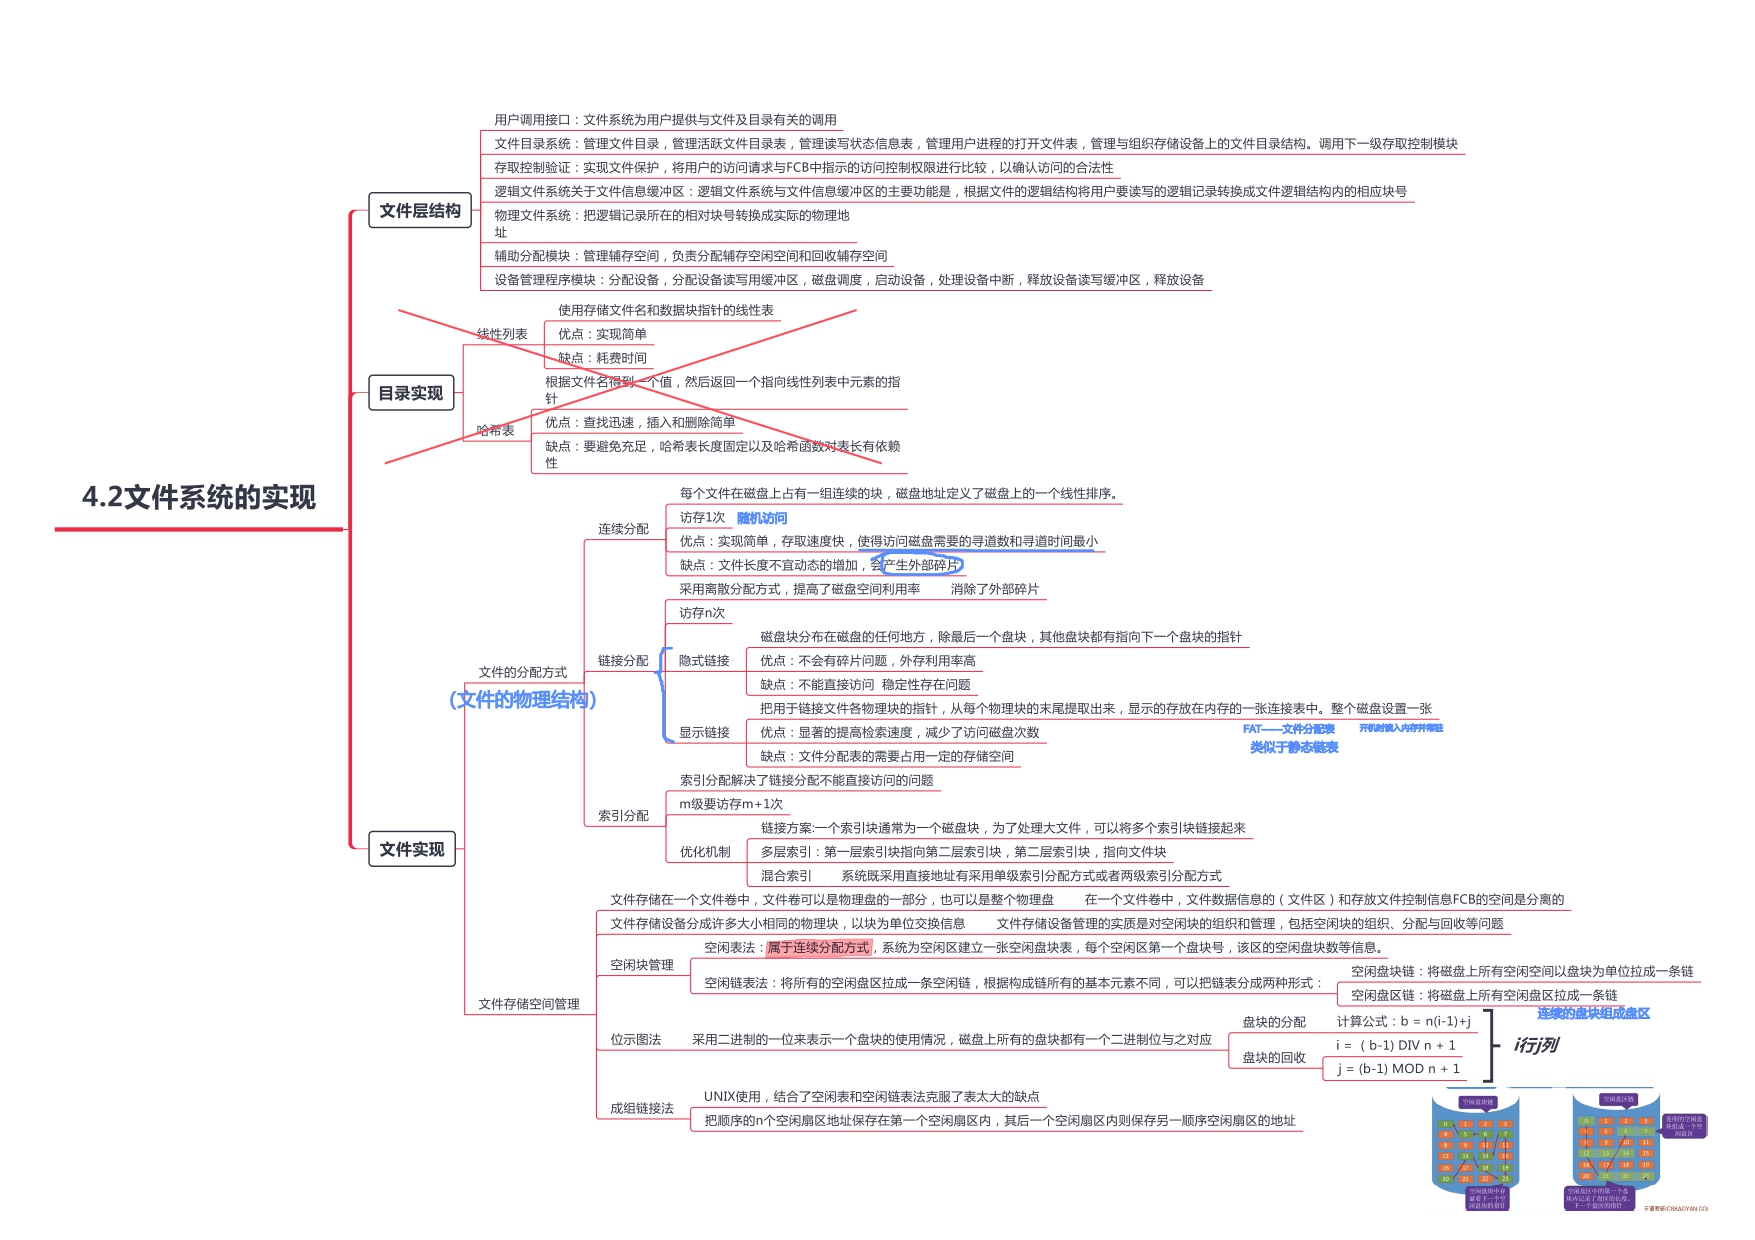 4.2文件系统的实现
文件层结构
用户调用接口：文件系统为用户提供与文件及目录有关的调用
文件目录系统：管理文件目录，管理活跃文件目录表，管理读写状态信息表，管理用户进程的打开文件表，管理与组织存储设备上的文件目录结构。调用下一级存取控制模块
存取控制验证：实现文件保护，将用户的访问请求与FCB中指示的访问控制权限进行比较，以确认访问的合法性
逻辑文件系统关于文件信息缓冲区：逻辑文件系统与文件信息缓冲区的主要功能是，根据文件的逻辑结构将用户要读写的逻辑记录转换成文件逻辑结构内的相应块号
物理文件系统：把逻辑记录所在的相对块号转换成实际的物理地
址
辅助分配模块：管理辅存空间，负责分配辅存空闲空间和回收辅存空间
设备管理程序模块：分配设备，分配设备读写用缓冲区，磁盘调度，启动设备，处理设备中断，释放设备读写缓冲区，释放设备
目录实现
线性列表
使用存储文件名和数据块指针的线性表
优点：实现简单
缺点：耗费时间
哈希表
根据文件名得到一个值，然后返回一个指向线性列表中元素的指
针
优点：查找迅速，插入和删除简单
缺点：要避免充足，哈希表长度固定以及哈希函数对表长有依赖
性
文件实现
文件的分配方式
（文件的物理结构）
连续分配
每个文件在磁盘上占有一组连续的块，磁盘地址定义了磁盘上的一个线性排序。
访存1次 随机访问
优点：实现简单，存取速度快，使得访问磁盘需要的寻道数和寻道时间最小
缺点：文件长度不宜动态的增加，会产生外部碎片
链接分配
采用离散分配方式，提高了磁盘空间利用率 消除了外部碎片
访存n次
隐式链接
磁盘块分布在磁盘的任何地方，除最后一个盘块，其他盘块都有指向下一个盘块的指针
优点：不会有碎片问题，外存利用率高
缺点：不能直接访问 稳定性存在问题
显示链接
把用于链接文件各物理块的指针，从每个物理块的末尾提取出来，显示的存放在内存的一张连接表中。整个磁盘设置一张
FAT——文件分配表 开机时读入内存并常驻
类似于静态链表
优点：显著的提高检索速度，减少了访问磁盘次数
缺点：文件分配表的需要占用一定的存储空间
索引分配
索引分配解决了链接分配不能直接访问的问题
m级要访存m+1次
优化机制
链接方案:一个索引块通常为一个磁盘块，为了处理大文件，可以将多个索引块链接起来
多层索引：第一层索引块指向第二层索引块，第二层索引块，指向文件块
混合索引 系统既采用直接地址有采用单级索引分配方式或者两级索引分配方式
文件存储空间管理
文件存储在一个文件卷中，文件卷可以是物理盘的一部分，也可以是整个物理盘 在一个文件卷中，文件数据信息的（文件区）和存放文件控制信息FCB的空间是分离的
文件存储设备分成许多大小相同的物理块，以块为单位交换信息 文件存储设备管理的实质是对空闲块的组织和管理，包括空闲块的组织、分配与回收等问题
空闲块管理
空闲表法：属于连续分配方式，系统为空闲区建立一张空闲盘块表，每个空闲区第一个盘块号，该区的空闲盘块数等信息。
空闲链表法：将所有的空闲盘区拉成一条空闲链，根据构成链所有的基本元素不同，可以把链表分成两种形式：
空闲盘块链：将磁盘上所有空闲空间以盘块为单位拉成一条链
空闲盘区链：将磁盘上所有空闲盘区拉成一条链
连续的盘块组成盘区
位示图法 采用二进制的一位来表示一个盘块的使用情况，磁盘上所有的盘块都有一个二进制位与之对应
盘块的分配 计算公式：b = n(i-1)+j
盘块的回收
i = ( b-1) DIV n + 1
j = (b-1) MOD n + 1
i行j列
成组链接法
UNIX使用，结合了空闲表和空闲链表法克服了表太大的缺点
把顺序的n个空闲扇区地址保存在第一个空闲扇区内，其后一个空闲扇区内则保存另一顺序空闲扇区的地址
空闲盘块链
空闲盘块中存
储着下一个空
闲盘块的指针
空闲盘区链
连续的空闲盘
块组成一个空
闲盘区
空闲盘区中的第一个盘
块内记录了盘区的长度、
下一个盘区的指针